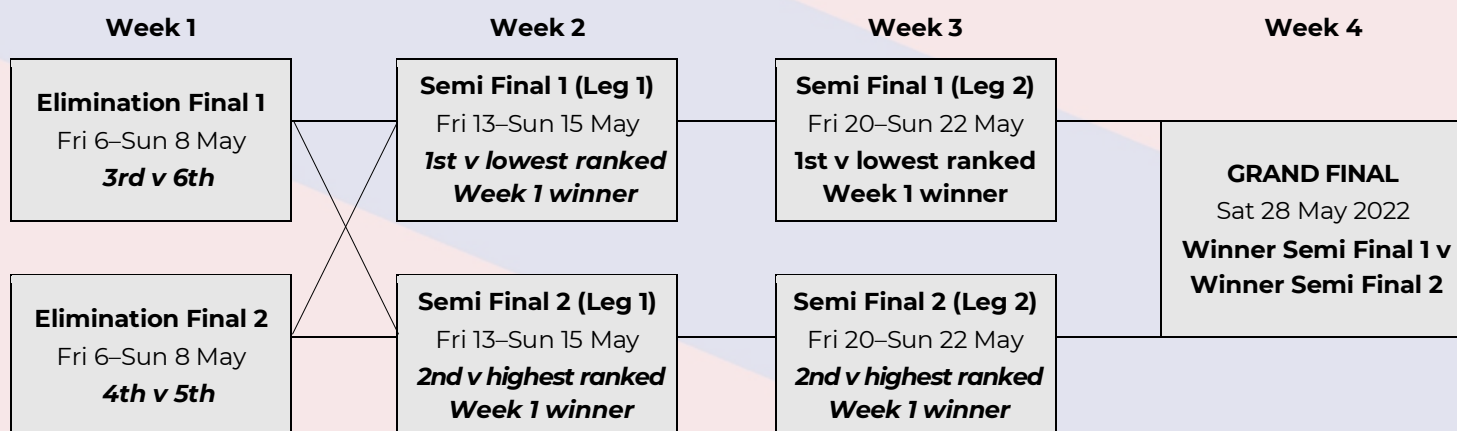 Week 1
Week 2
Week 3
Week 4
Elimination Final 1
Fri 6–Sun 8 May
3rd v 6th
Semi Final 1 (Leg 1)
Fri 13–Sun 15 May
1st v lowest ranked
Week 1 winner
Semi Final 1 (Leg 2)
Fri 20–Sun 22 May
1st v lowest ranked
Week 1 winner
GRAND FINAL
Sat 28 May 2022
Winner Semi Final 1 v
Winner Semi Final 2
Elimination Final 2
Fri 6–Sun 8 May
4th v 5th
Semi Final 2 (Leg 1)
Fri 13–Sun 15 May
2nd v highest ranked
Week 1 winner
Semi Final 2 (Leg 2)
Fri 20–Sun 22 May
2nd v highest ranked
Week 1 winner